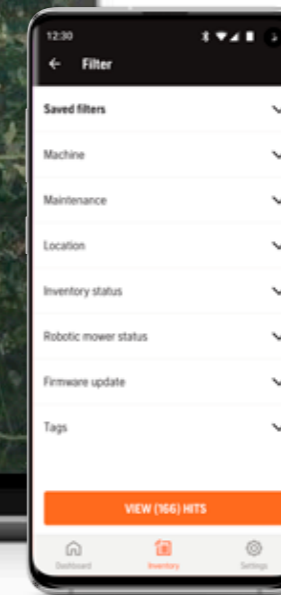 12:30
Filter
Saved filters
Machine
Maintenance
Location
Inventory status
Robotic mower status
Firmware update
Tags
VIEW (166) HITS
Dashboard
Inventory
Settings